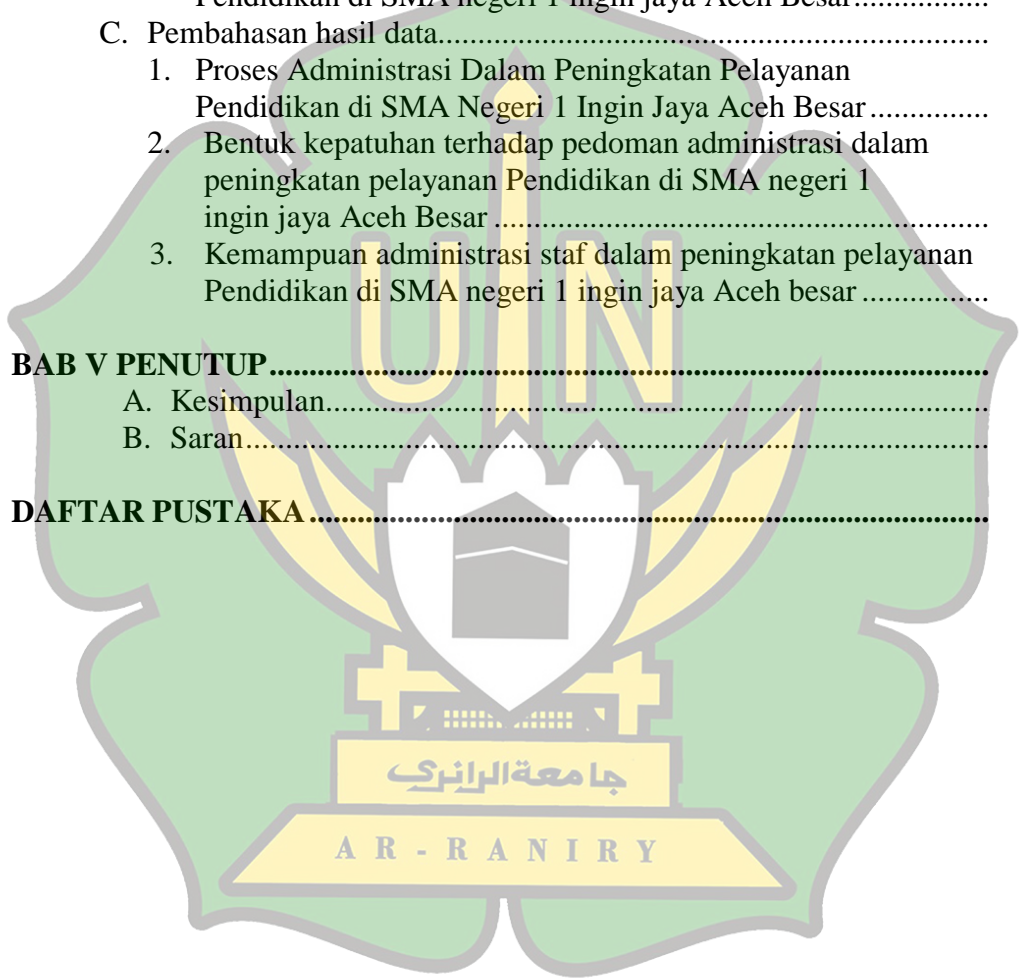 Pendidikan di SMA negeri 1 ingin jaya Aceh Besar.................
C. Pembahasan hasil data.....................................................................
1. Proses Administrasi Dalam Peningkatan Pelayanan
Pendidikan di SMA Negeri 1 Ingin Jaya Aceh Besar...............
2. Bentuk kepatuhan terhadap pedoman administrasi dalam
peningkatan pelayanan Pendidikan di SMA negeri 1
ingin jaya Aceh Besar..............................................................
3. Kemampuan administrasi staf dalam peningkatan pelayanan
Pendidikan di SMA negeri 1 ingin jaya Aceh besar................
BAB V PENUTUP..........................................................................................
A. Kesimpulan...................................................................................
B. Saran.............................................................................................
DAFTAR PUSTAKA.....................................................................................
UIN
جامعةالرانري
AR-RANIRY